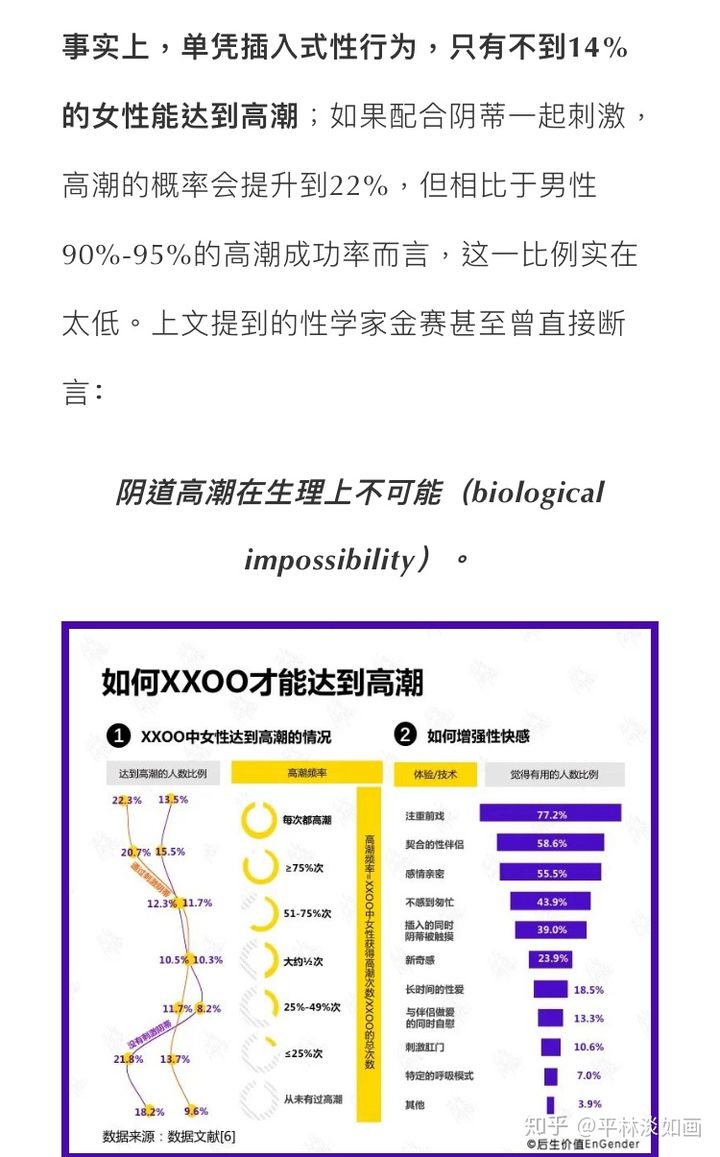 事实上，单凭插入式性行为，只有不到14%
的女性能达到高潮；如果配合阴蒂一起刺激，
高潮的概率会提升到22%，但相比于男性
90%-95%的高潮成功率而言，这一比例实在
太低。上文提到的性学家金赛甚至曾直接断
言：
阴道高潮在生理上不可能（biological
impossibility）。
如何XXOO才能达到高潮
1 XXOO中女性达到高潮的情况
达到高潮的人数比例
高潮频率
22.3% 13.5%
每次都高潮
20.7% 15.5%
≥75%次
通过刺激阴蒂
12.3% 11.7%
51-75%次
10.5% 10.3%
大约½次
11.7% 8.2%
25%-49%次
没有刺激阴蒂
21.8% 13.7%
≤25%次
18.2% 9.6%
从未有过高潮
高潮频率=XXOO中女性获得高潮次数/XXOO的总次数
数据来源：数据文献[6]
2 如何增强性快感
体验/技术
觉得有用的人数比例
注重前戏 77.2%
契合的性伴侣 58.6%
感情亲密 55.5%
不感到匆忙 43.9%
插入的同时
阴蒂被触摸 39.0%
新奇感 23.9%
长时间的性爱 18.5%
与伴侣做爱
的同时自慰 13.3%
刺激肛门 10.6%
特定的呼吸模式 7.0%
其他 3.9%
知乎 @平林淡如画
©后生价值EnGender